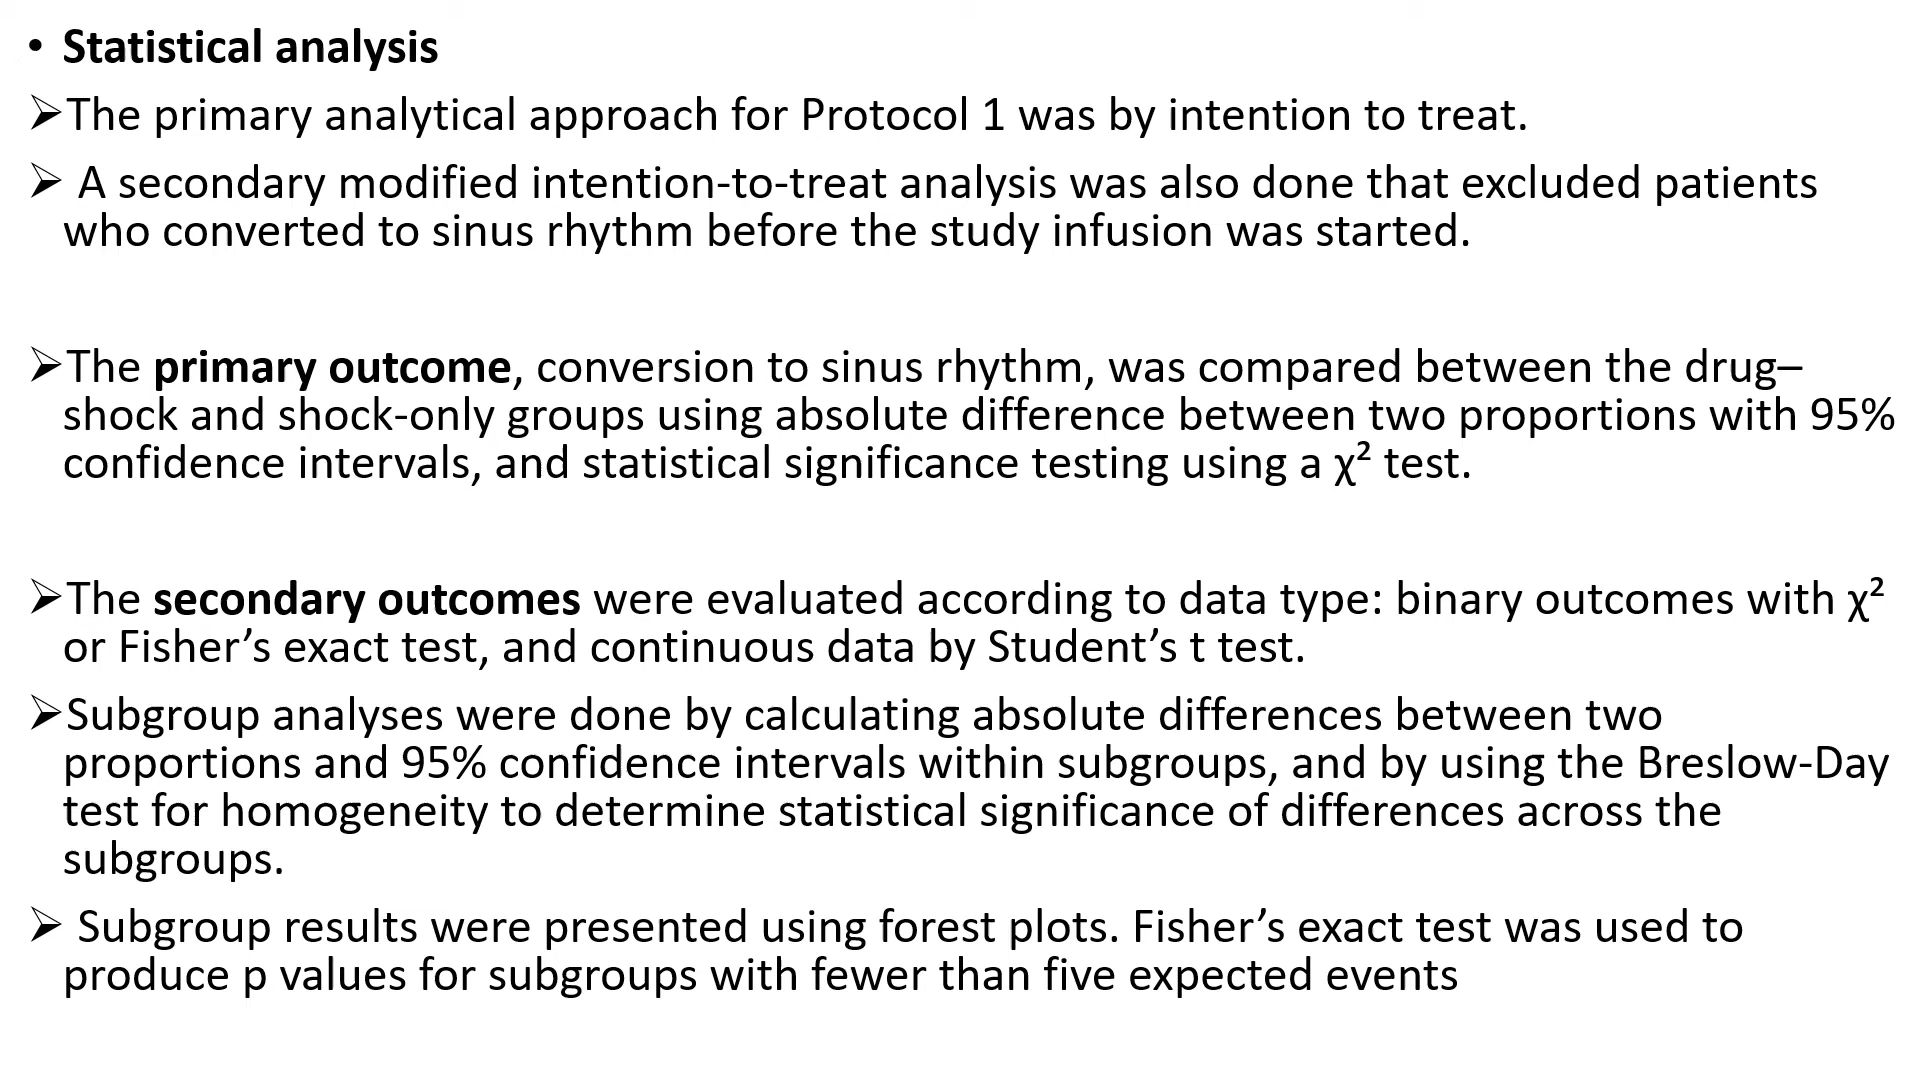 • Statistical analysis
➢The primary analytical approach for Protocol 1 was by intention to treat.
➢ A secondary modified intention-to-treat analysis was also done that excluded patients
who converted to sinus rhythm before the study infusion was started.
➢The primary outcome, conversion to sinus rhythm, was compared between the drug–
shock and shock-only groups using absolute difference between two proportions with 95%
confidence intervals, and statistical significance testing using a χ² test.
➢The secondary outcomes were evaluated according to data type: binary outcomes with χ²
or Fisher’s exact test, and continuous data by Student’s t test.
➢Subgroup analyses were done by calculating absolute differences between two
proportions and 95% confidence intervals within subgroups, and by using the Breslow-Day
test for homogeneity to determine statistical significance of differences across the
subgroups.
➢ Subgroup results were presented using forest plots. Fisher’s exact test was used to
produce p values for subgroups with fewer than five expected events